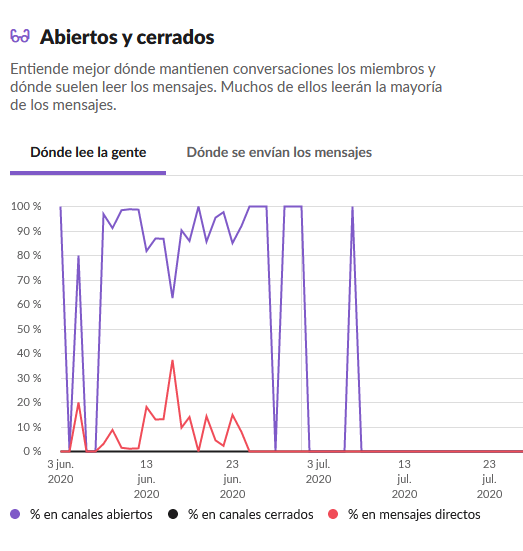 Abiertos y cerrados
Entiende mejor dónde mantienen conversaciones los miembros y
dónde suelen leer los mensajes. Muchos de ellos leerán la mayoría
de los mensajes.
Dónde lee la gente
Dónde se envían los mensajes
100 %
90 %
80 %
70 %
60 %
50 %
40 %
30 %
20 %
10 %
0 %
3 jun.
2020
13
jun.
2020
23
jun.
2020
3 jul.
2020
13
jul.
2020
23
jul.
2020
% en canales abiertos
% en canales cerrados
% en mensajes directos